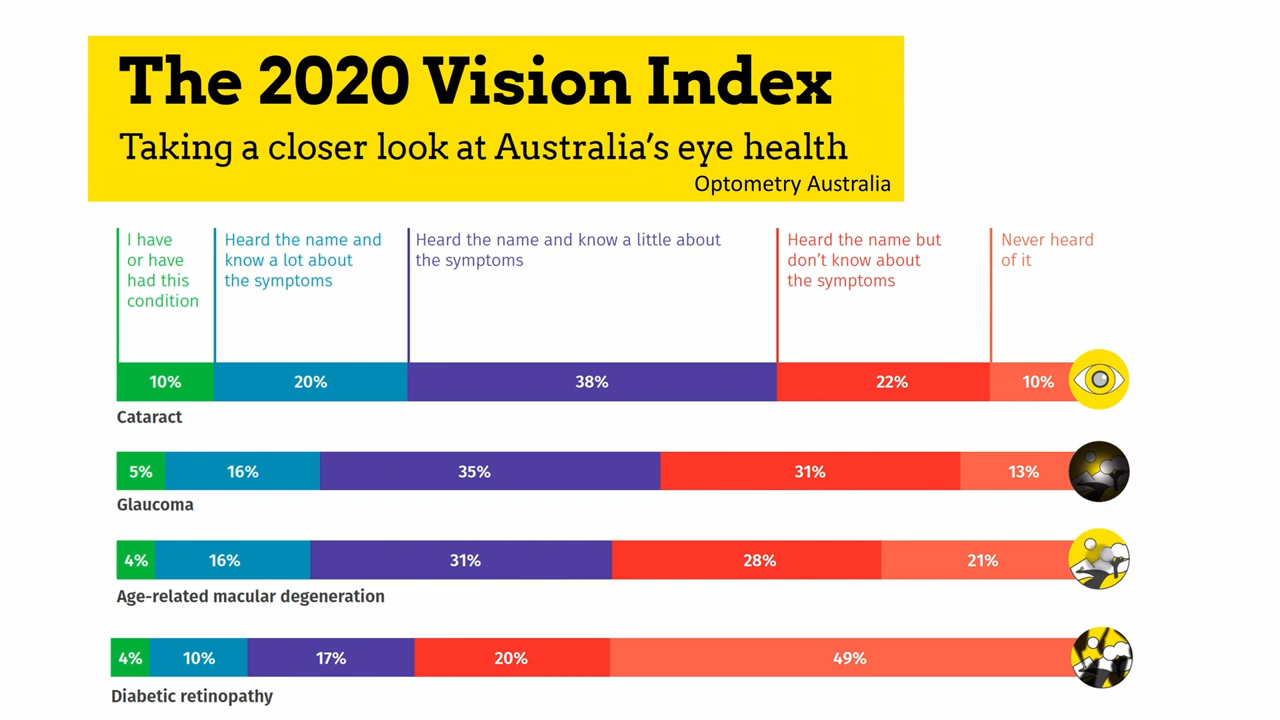 The 2020 Vision Index
Taking a closer look at Australia’s eye health
Optometry Australia
I have
or have
had this
condition
Heard the name and
know a lot about
the symptoms
Heard the name and know a little about
the symptoms
Heard the name but
don’t know about
the symptoms
Never heard
of it
10% 20% 38% 22% 10%
Cataract
5% 16% 35% 31% 13%
Glaucoma
4% 16% 31% 28% 21%
Age-related macular degeneration
4% 10% 17% 20% 49%
Diabetic retinopathy